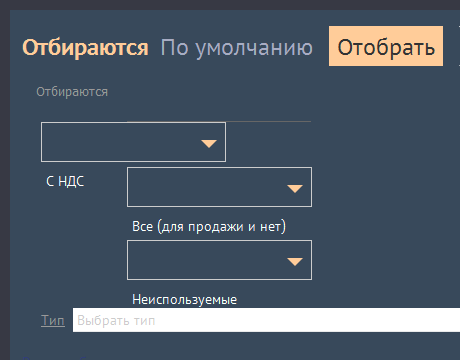 Отбираются По умолчанию Отобрать
Отбираются
С НДС
Все (для продажи и нет)
Неиспользуемые
Тип Выбрать тип